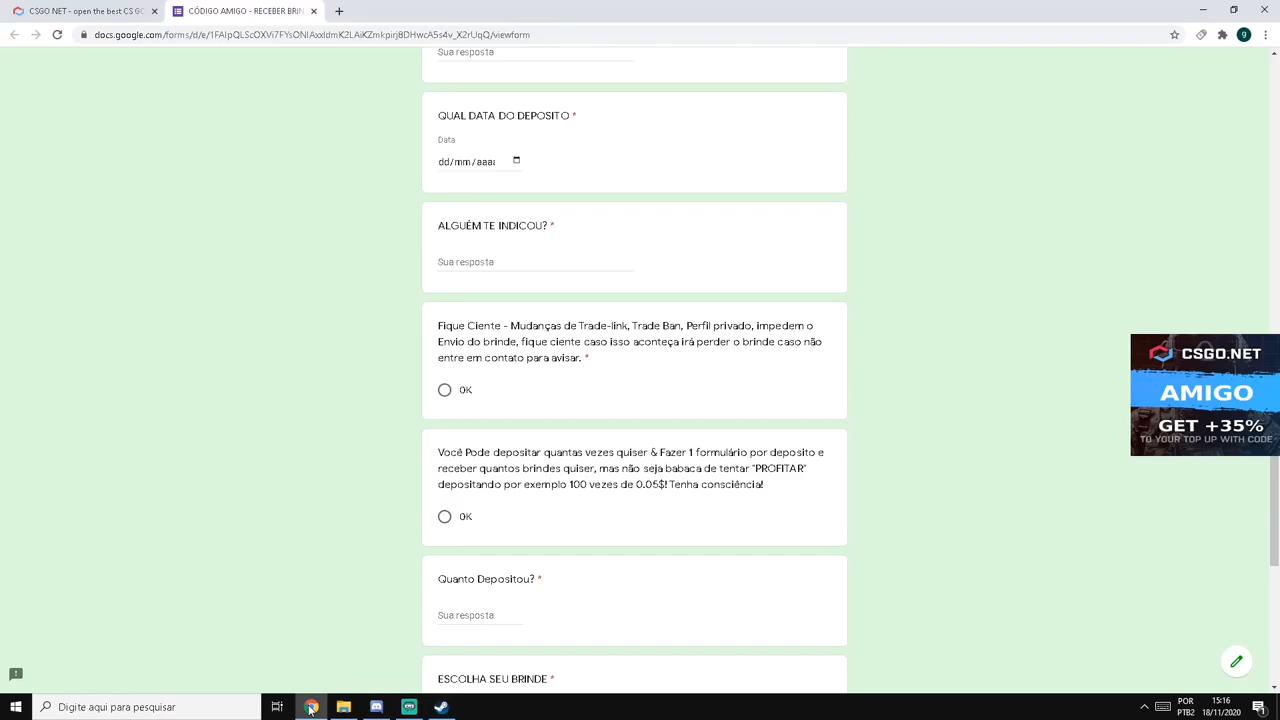 CSGO.NET - open the best CS GO
CÓDIGO AMIGO - RECEBER BRIN
Sua resposta
QUAL DATA DO DEPOSITO *
Data
dd/mm/aaaa
ALGUÉM TE INDICOU? *
Sua resposta
Fique Ciente - Mudanças de Trade-link, Trade Ban, Perfil privado, impedem o
Envio do brinde, fique ciente caso isso aconteça irá perder o brinde caso não
entre em contato para avisar. *
OK
Você Pode depositar quantas vezes quiser & Fazer 1 formulário por deposito e
receber quantos brindes quiser, mas não seja babaca de tentar "PROFITAR"
depositando por exemplo 100 vezes de 0.05$! Tenha consciência!
OK
Quanto Depositou? *
Sua resposta
ESCOLHA SEU BRINDE *
CSGO.NET
AMIGO
GET +35%
TO YOUR TOP UP WITH CODE
Digite aqui para pesquisar
POR
PTB2
15:16
18/11/2020